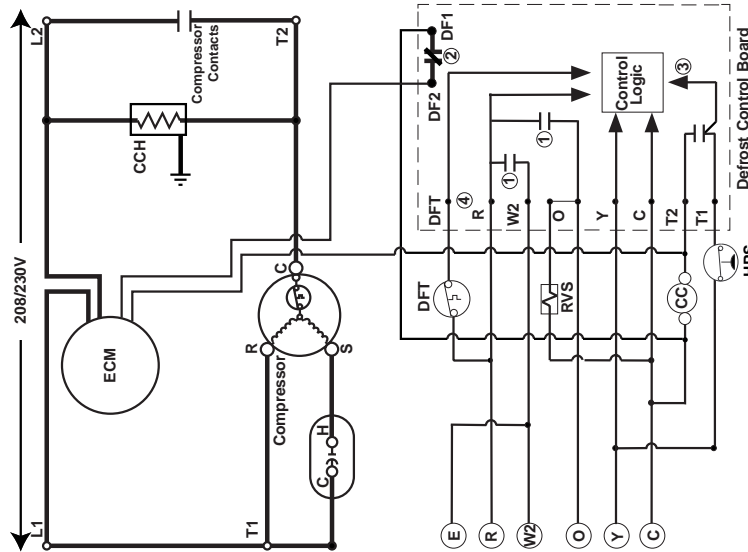 208/230V
L1
L2
ECM
CCH
Compressor
Contacts
T1
T2
R
C
S
Compressor
C
H
DF2
DF1
2
DFT
4
R
W2
O
Y
C
T2
T1
1
1
Control
Logic
3
Defrost Control Board
DFT
RVS
CC
E
R
W2
O
Y
C